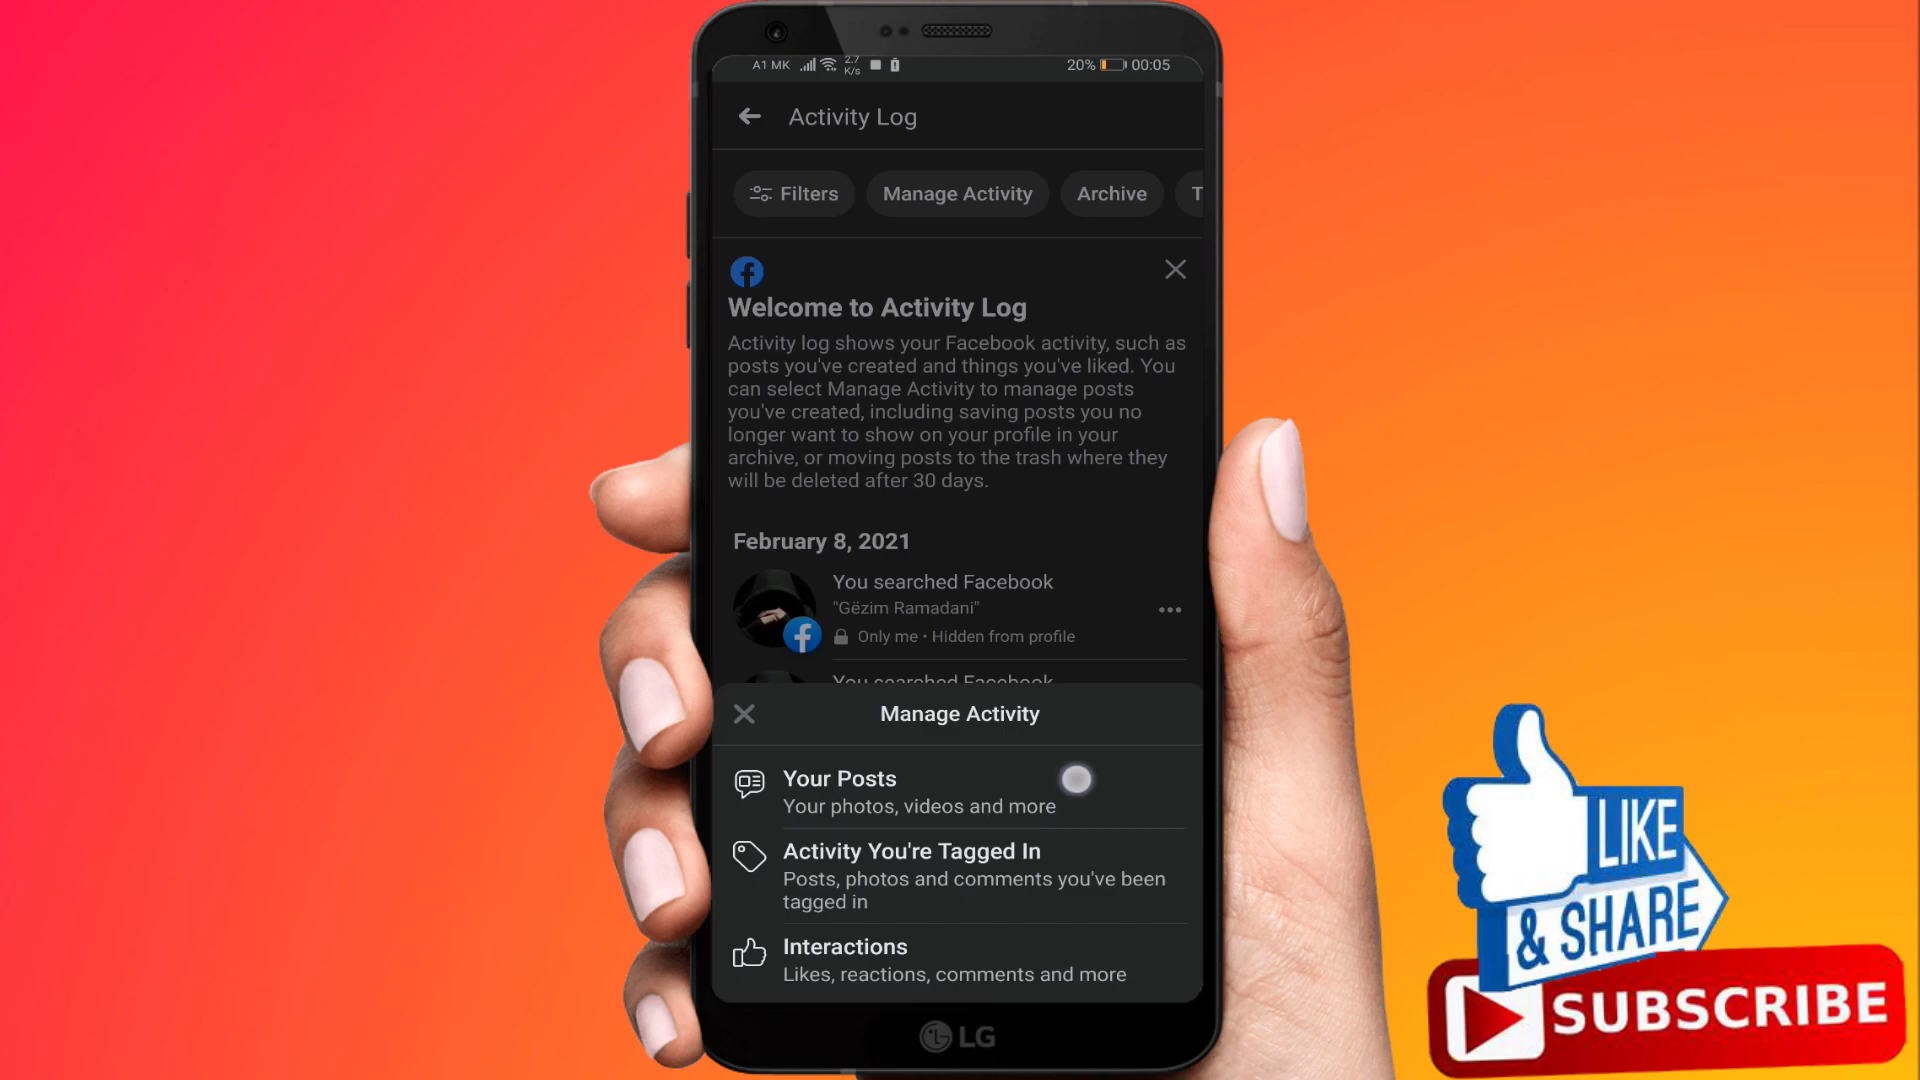 A1 MK
2.7
K/s
20%
00:05
Activity Log
Filters
Manage Activity
Archive
T
Welcome to Activity Log
Activity log shows your Facebook activity, such as
posts you've created and things you've liked. You
can select Manage Activity to manage posts
you've created, including saving posts you no
longer want to show on your profile in your
archive, or moving posts to the trash where they
will be deleted after 30 days.
February 8, 2021
You searched Facebook
"Gëzim Ramadani"
Only me • Hidden from profile
You searched Facebook
Manage Activity
Your Posts
Your photos, videos and more
Activity You're Tagged In
Posts, photos and comments you've been
tagged in
Interactions
Likes, reactions, comments and more
LG
LIKE
& SHARE
SUBSCRIBE